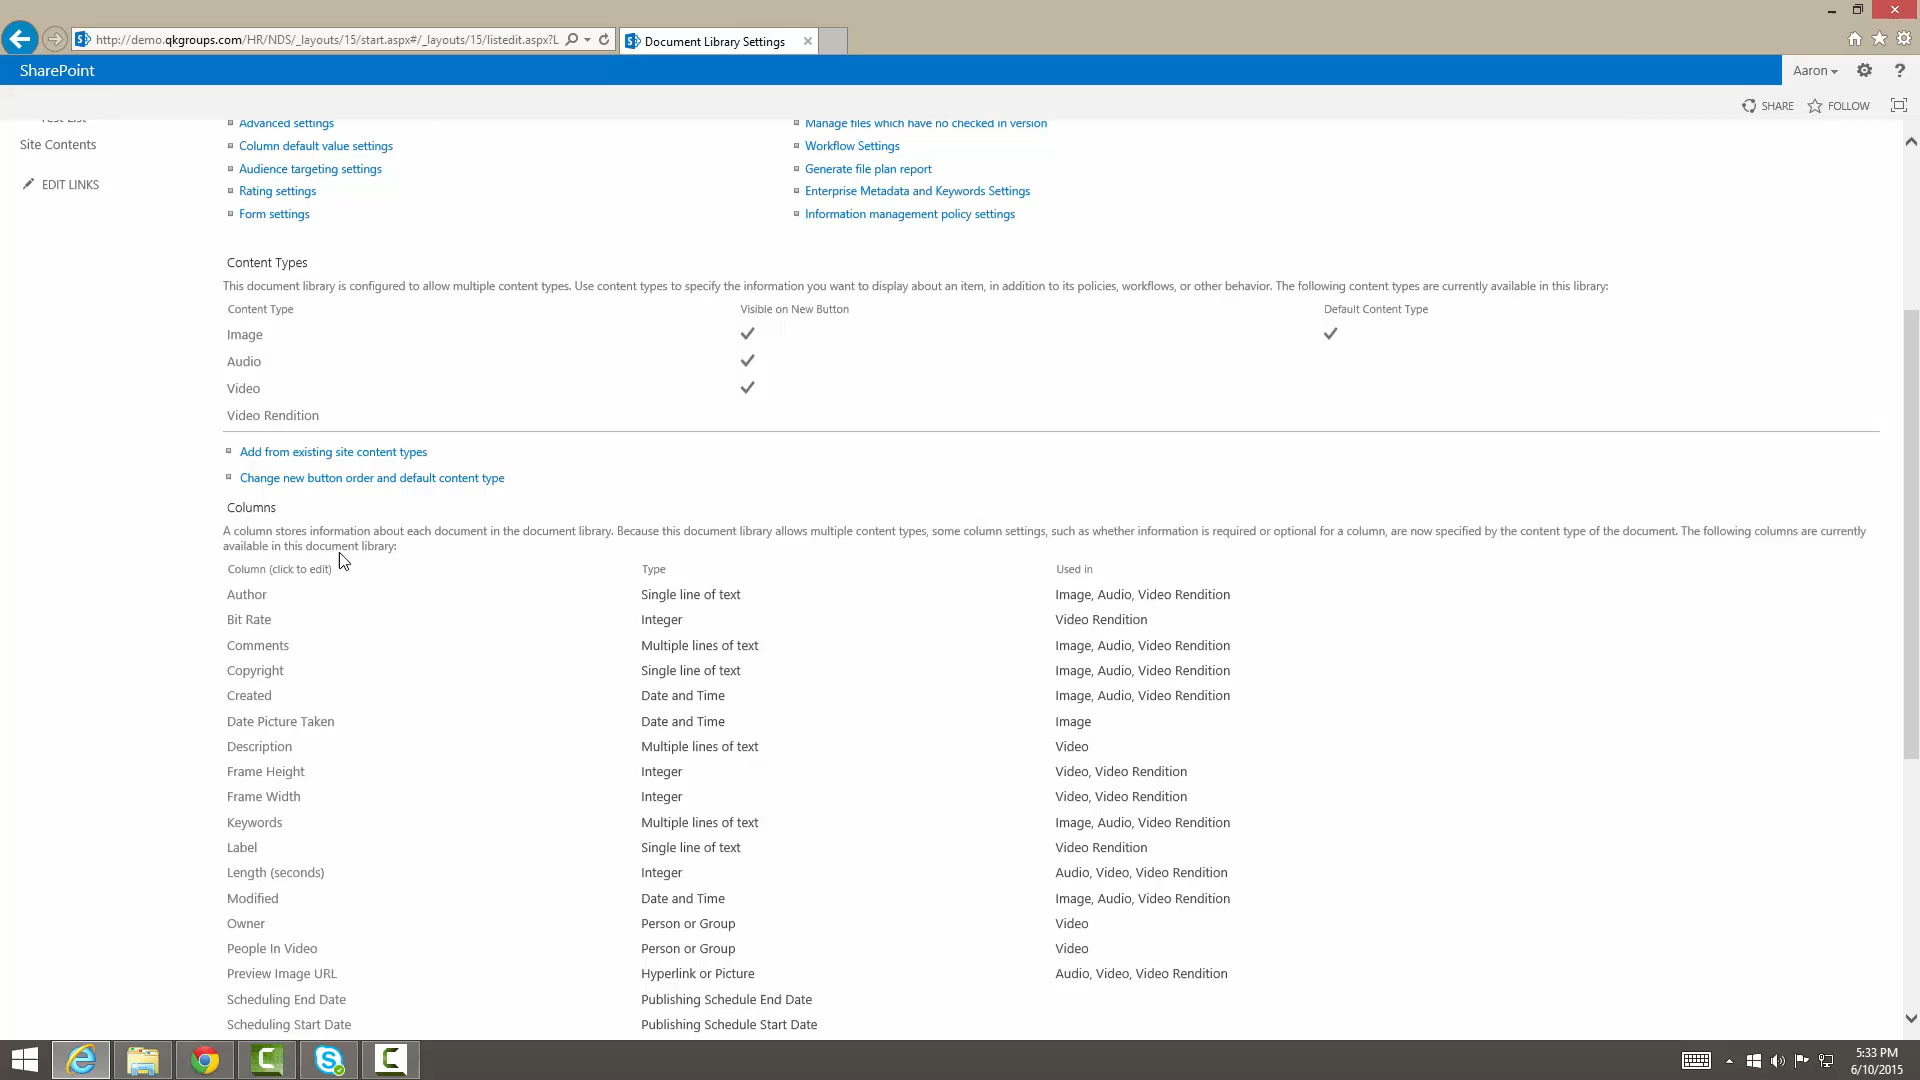 http://demo.qkgroups.com/HR/NDS/_layouts/15/start.aspx#/_layouts/15/listedit.aspx?L
Document Library Settings
SharePoint
Aaron
?
SHARE
FOLLOW
Test List
Site Contents
EDIT LINKS
Advanced settings
Column default value settings
Audience targeting settings
Rating settings
Form settings
Manage files which have no checked in version
Workflow Settings
Generate file plan report
Enterprise Metadata and Keywords Settings
Information management policy settings
Content Types
This document library is configured to allow multiple content types. Use content types to specify the information you want to display about an item, in addition to its policies, workflows, or other behavior. The following content types are currently available in this library:
Content Type Visible on New Button Default Content Type
Image
Audio
Video
Video Rendition
Add from existing site content types
Change new button order and default content type
Columns
A column stores information about each document in the document library. Because this document library allows multiple content types, some column settings, such as whether information is required or optional for a column, are now specified by the content type of the document. The following columns are currently
available in this document library:
Column (click to edit) Type Used in
Author Single line of text Image, Audio, Video Rendition
Bit Rate Integer Video Rendition
Comments Multiple lines of text Image, Audio, Video Rendition
Copyright Single line of text Image, Audio, Video Rendition
Created Date and Time Image, Audio, Video Rendition
Date Picture Taken Date and Time Image
Description Multiple lines of text Video
Frame Height Integer Video, Video Rendition
Frame Width Integer Video, Video Rendition
Keywords Multiple lines of text Image, Audio, Video Rendition
Label Single line of text Video Rendition
Length (seconds) Integer Audio, Video, Video Rendition
Modified Date and Time Image, Audio, Video Rendition
Owner Person or Group Video
People In Video Person or Group Video
Preview Image URL Hyperlink or Picture Audio, Video, Video Rendition
Scheduling End Date Publishing Schedule End Date
Scheduling Start Date Publishing Schedule Start Date
5:33 PM
6/10/2015